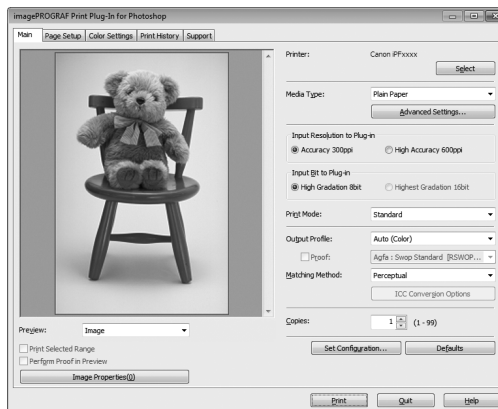 imagePROGRAF Print Plug-In for Photoshop
Main Page Setup Color Settings Print History Support
Printer: Canon iPFxxxx
Select
Media Type: Plain Paper
Advanced Settings...
Input Resolution to Plug-in
Accuracy 300ppi High Accuracy 600ppi
Input Bit to Plug-in
High Gradation 8bit Highest Gradation 16bit
Print Mode: Standard
Output Profile: Auto (Color)
Proof: Agfa : Swop Standard [RSWOP...
Matching Method: Perceptual
ICC Conversion Options
Copies: 1 (1 - 99)
Preview: Image
Print Selected Range
Perform Proof in Preview
Image Properties(O)
Set Configuration... Defaults
Print Quit Help